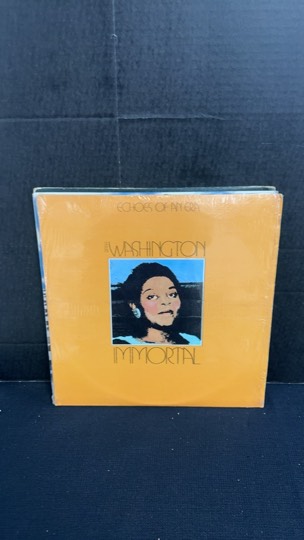 ECHOES OF AN ERA
WASHINGTON
IMMORTAL